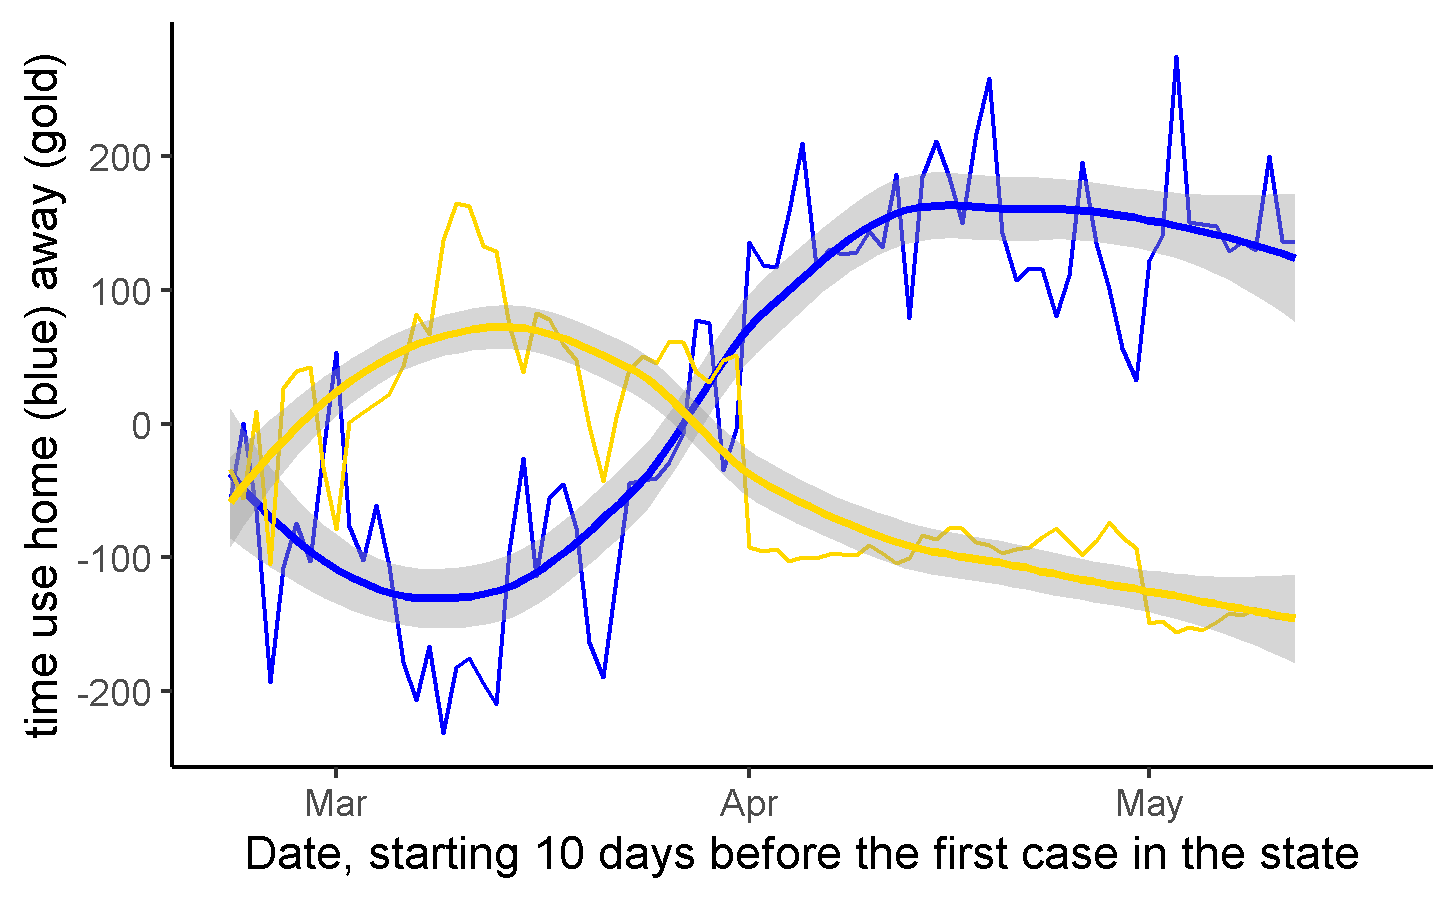 time use home (blue) away (gold)
200
100
0
-100
-200
Mar Apr May
Date, starting 10 days before the first case in the state